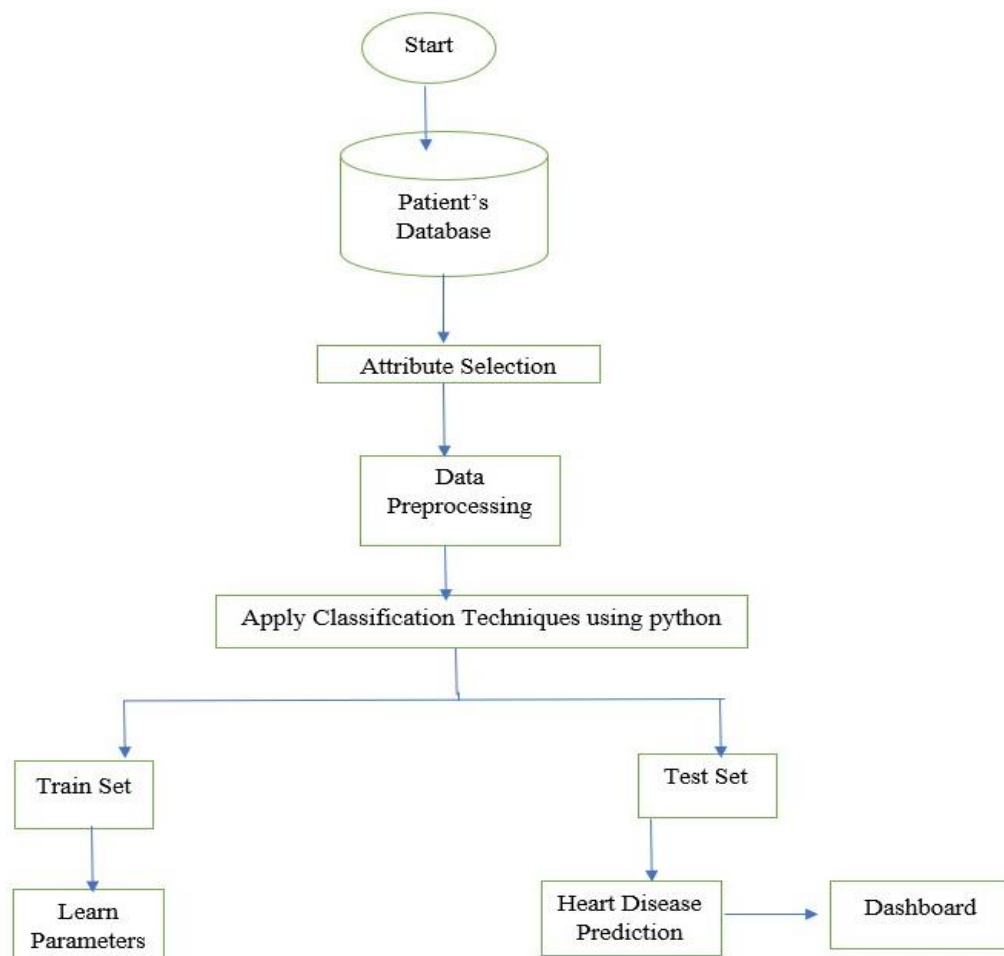 Start
Patient’s
Database
Attribute Selection
Data
Preprocessing
Apply Classification Techniques using python
Train Set
Test Set
Learn
Parameters
Heart Disease
Prediction
Dashboard